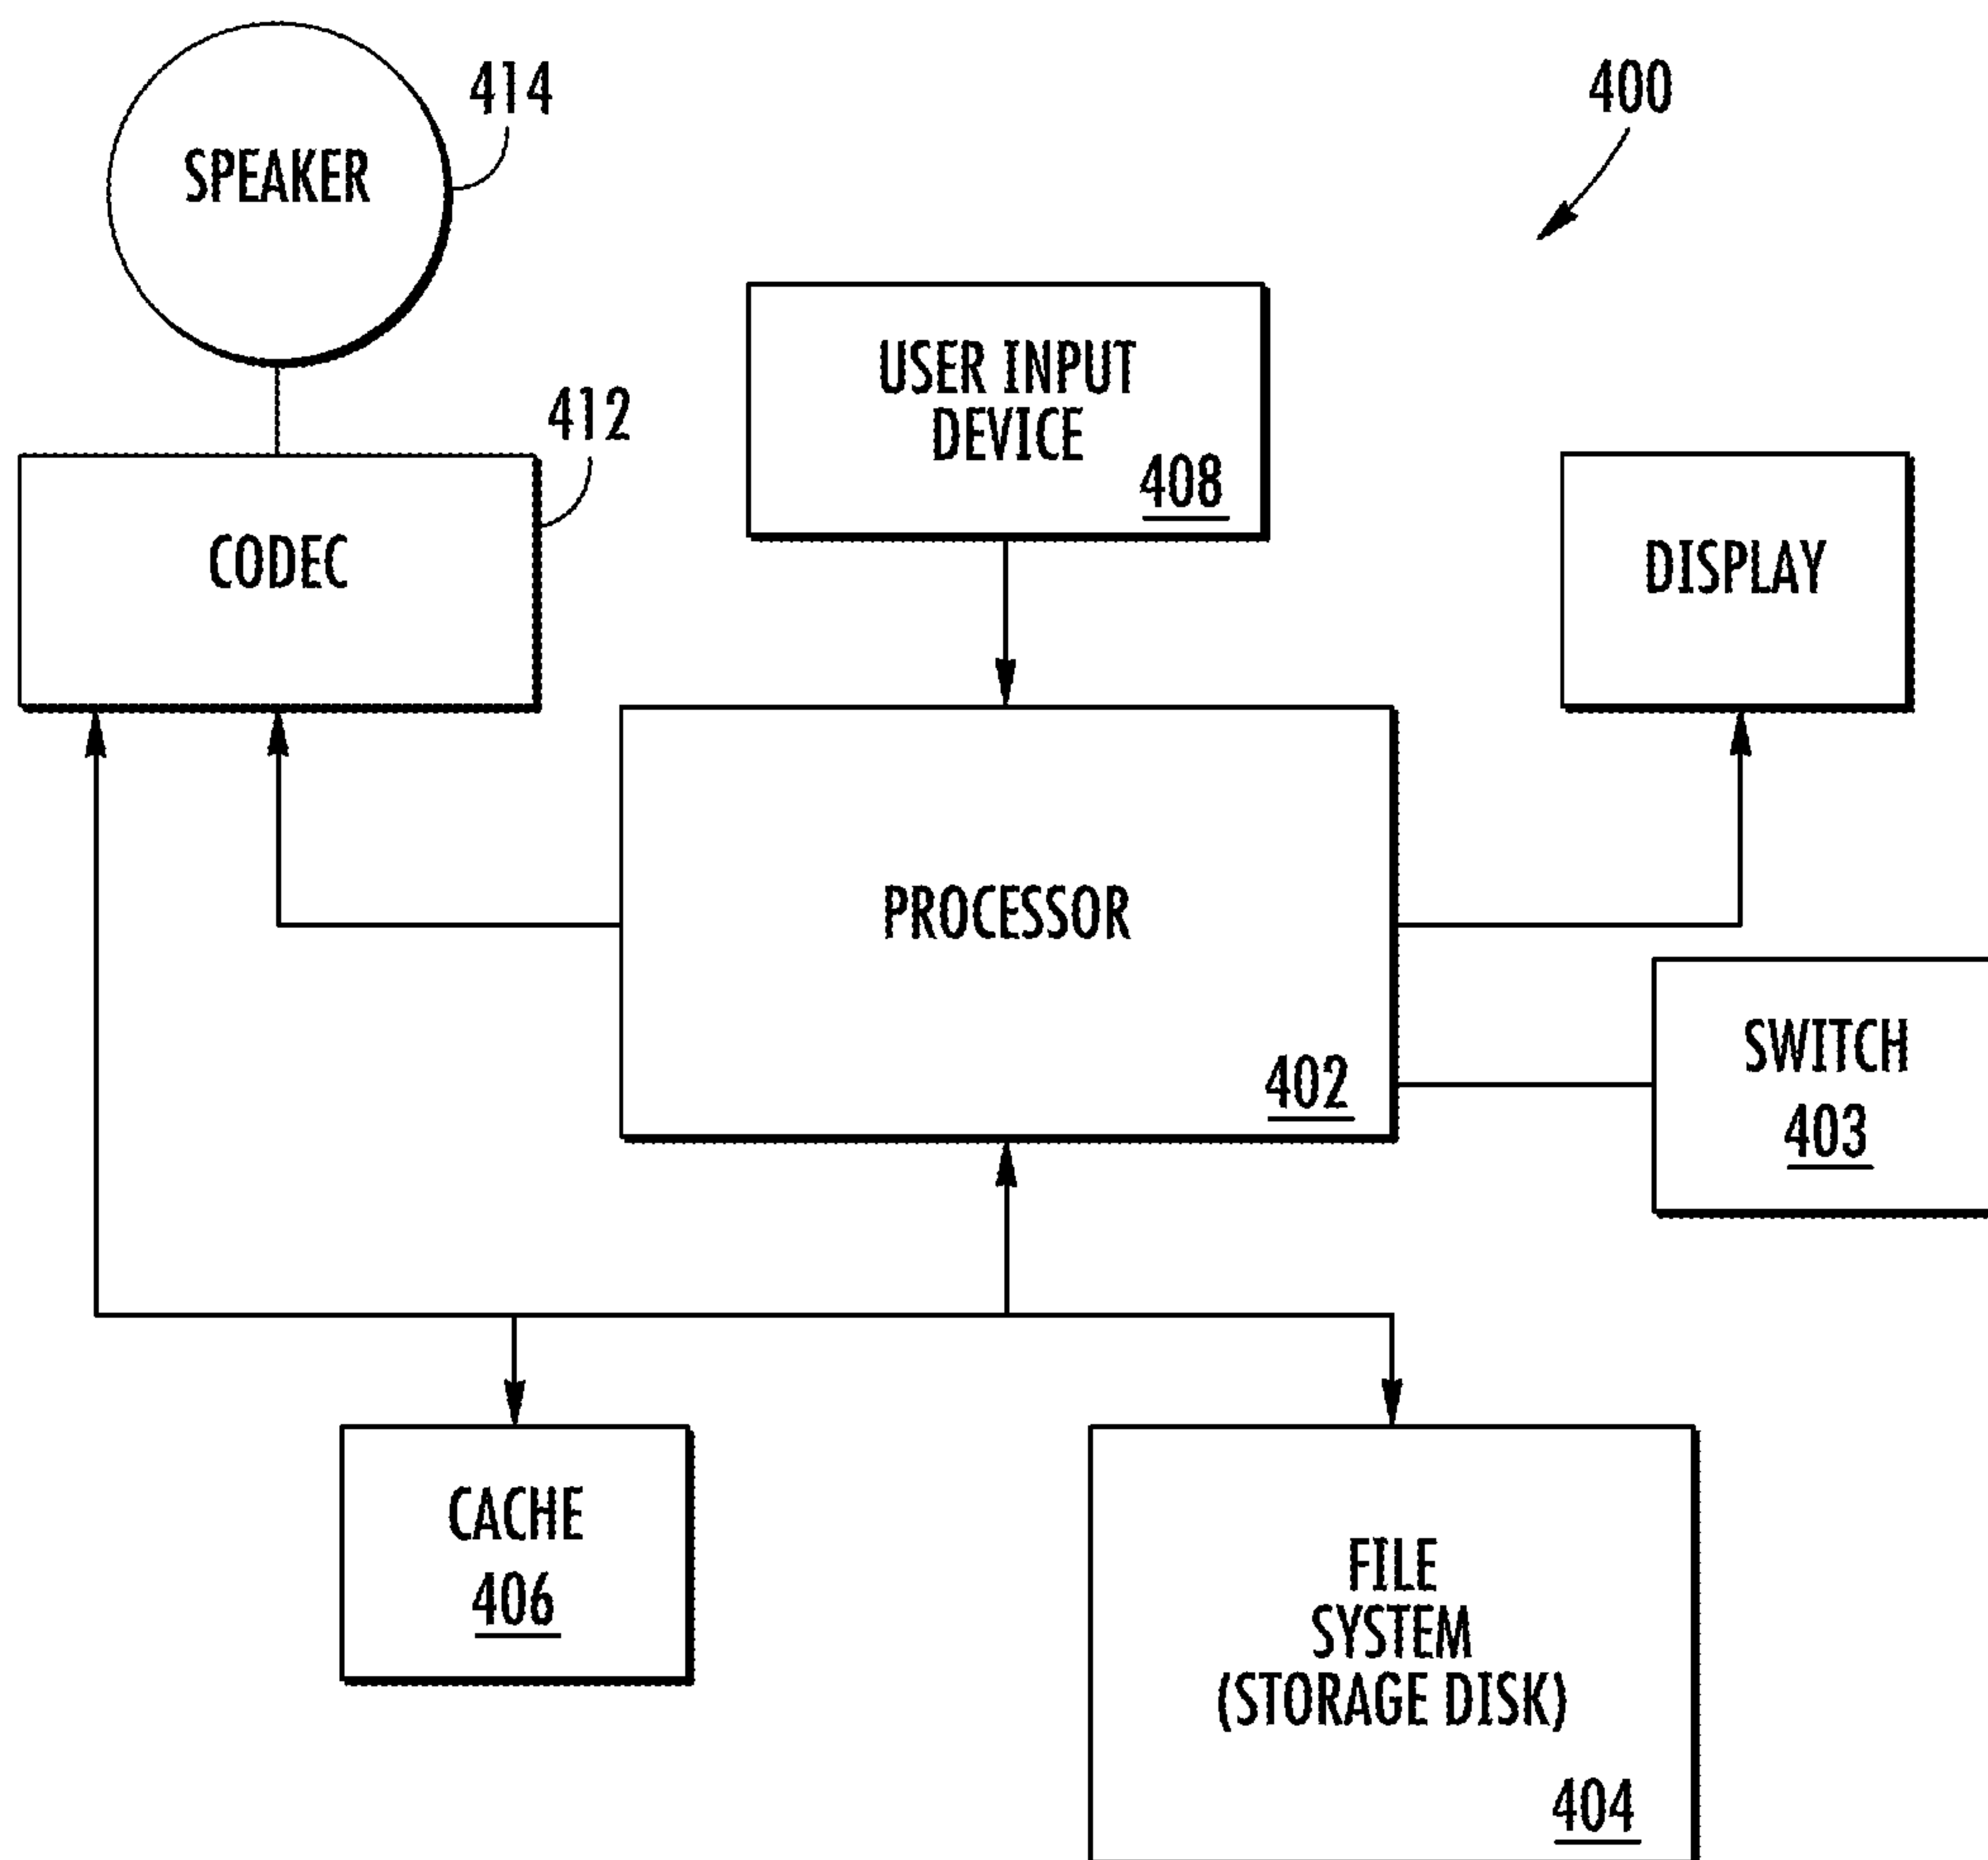 414
SPEAKER
400
412
USER INPUT
DEVICE
408
CODEC
DISPLAY
PROCESSOR
402
SWITCH
403
CACHE
406
FILE
SYSTEM
(STORAGE DISK)
404